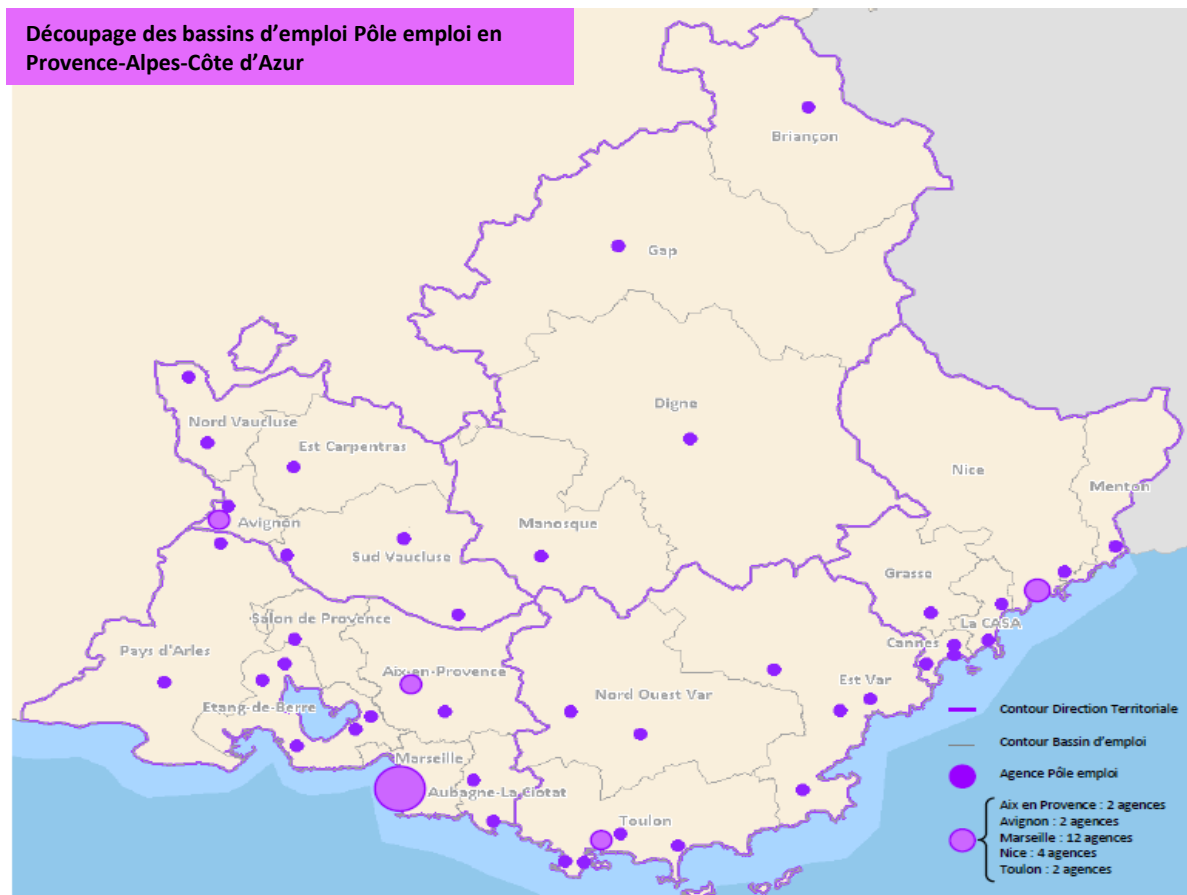 Découpage des bassins d’emploi Pôle emploi en
Provence-Alpes-Côte d’Azur
Briançon
Gap
Digne
Nord Vaucluse
Est Carpentras
Nice
Menton
Avignon
Manosque
Sud Vaucluse
Grasse
Salon de Provence
La CASA
Cannes
Pays d'Arles
Aix-en-Provence
Est Var
Nord Ouest Var
Etang-de-Berre
Marseille
Aubagne-La Ciotat
Toulon
Contour Direction Territoriale
Contour Bassin d’emploi
Agence Pôle emploi
Aix en Provence : 2 agences
Avignon : 2 agences
Marseille : 12 agences
Nice : 4 agences
Toulon : 2 agences